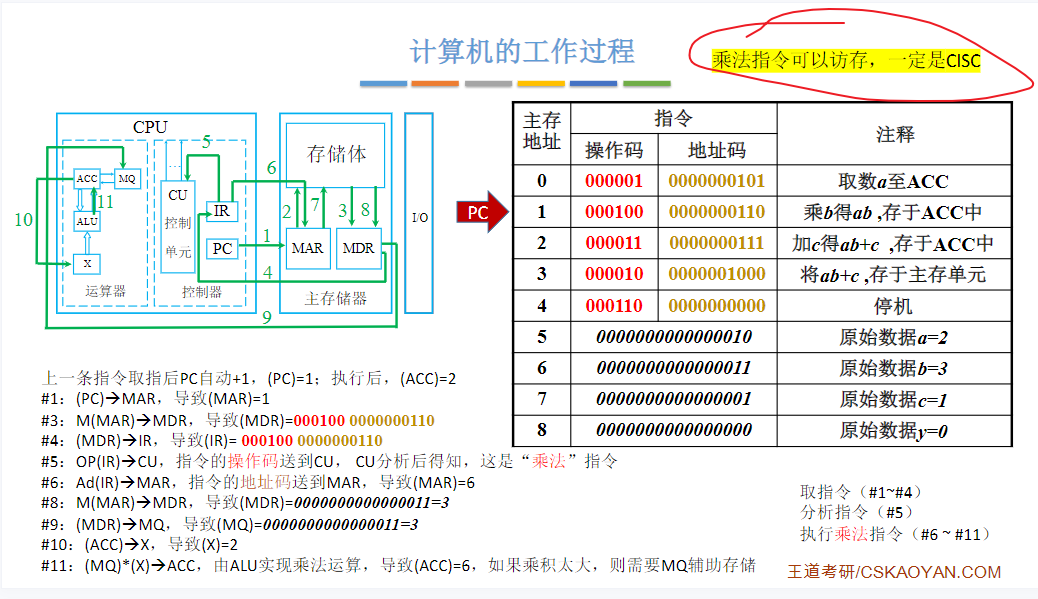 计算机的工作过程
乘法指令可以访存，一定是CISC
CPU
ACC
MQ
11
ALU
X
运算器
10
5
...
CU
控制
单元
IR
PC
控制器
6
1
4
9
存储体
2
7
3
8
MAR
MDR
主存储器
I/O
PC
主存地址 指令 注释
操作码 地址码
0 000001 0000000101 取数a至ACC
1 000100 0000000110 乘b得ab ,存于ACC中
2 000011 0000000111 加c得ab+c ,存于ACC中
3 000010 0000001000 将ab+c ,存于主存单元
4 000110 0000000000 停机
5 0000000000000010 原始数据a=2
6 0000000000000011 原始数据b=3
7 0000000000000001 原始数据c=1
8 0000000000000000 原始数据y=0
上一条指令取指后PC自动+1，(PC)=1；执行后，(ACC)=2
#1：(PC)→MAR，导致(MAR)=1
#3：M(MAR)→MDR，导致(MDR)=000100 0000000110
#4：(MDR)→IR，导致(IR)= 000100 0000000110
#5：OP(IR)→CU，指令的操作码送到CU， CU分析后得知，这是“乘法”指令
#6：Ad(IR)→MAR，指令的地址码送到MAR，导致(MAR)=6
#8：M(MAR)→MDR，导致(MDR)=0000000000000011=3
#9：(MDR)→MQ，导致(MQ)=0000000000000011=3
#10：(ACC)→X，导致(X)=2
#11：(MQ)*(X)→ACC，由ALU实现乘法运算，导致(ACC)=6，如果乘积太大，则需要MQ辅助存储
取指令（#1~#4）
分析指令（#5）
执行乘法指令（#6 ~ #11）
王道考研/CSKAOYAN.COM